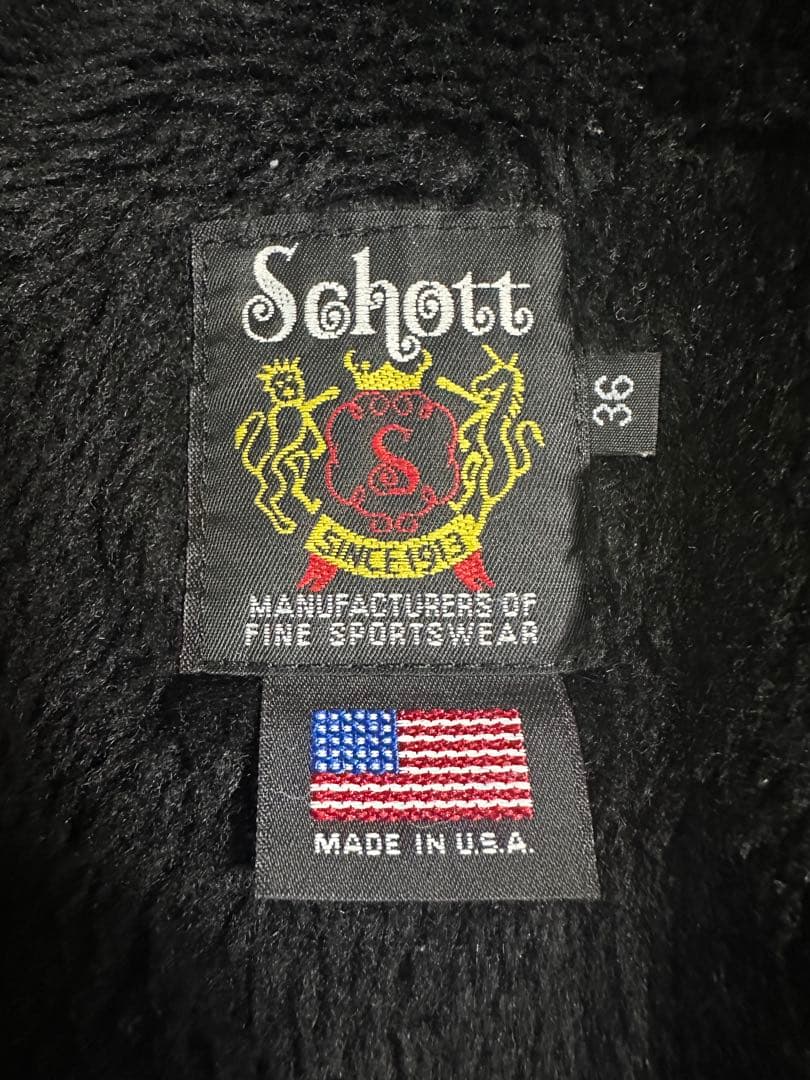 Schott
S
SINCE 1913
MANUFACTURERS OF
FINE SPORTSWEAR
36
MADE IN U.S.A.